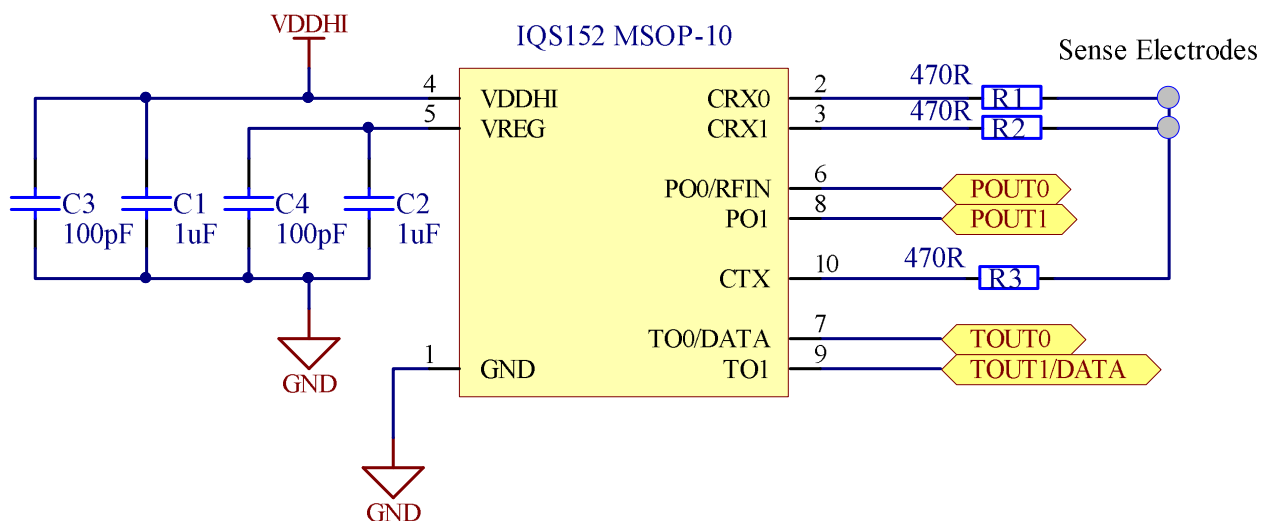 VDDHI
IQS152 MSOP-10
Sense Electrodes
4 VDDHI CRX0 2 470R R1
5 VREG CRX1 3 470R R2
PO0/RFIN 6 POUT0
C3 C1 C4 C2 PO1 8 POUT1
100pF 1uF 100pF 1uF
CTX 10 470R R3
TO0/DATA 7 TOUT0
1 GND TO1 9 TOUT1/DATA
GND
GND